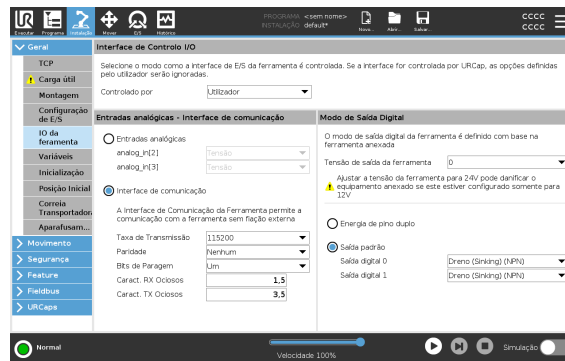 PROGRAMA <sem nome>
INSTALAÇÃO default*
CCCC
CCCC
Executar Programa Instalação Mover E/S Histórico Novo... Abrir... Salvar...
Geral
TCP
Carga útil
Montagem
Configuração de E/S
IO da feramenta
Variáveis
Inicialização
Posição Inicial
Correia Transportadora
Aparafusam...
Movimento
Segurança
Feature
Fieldbus
URCaps
Interface de Controlo I/O
Selecione o modo como a interface de E/S da ferramenta é controlada. Se a interface for controlada por URCap, as opções definidas
pelo utilizador serão ignoradas.
Controlado por Utilizador
Entradas analógicas - Interface de comunicação
Entradas analógicas
analog_in[2] Tensão
analog_in[3] Tensão
Interface de comunicação
A Interface de Comunicação da Ferramenta permite a
comunicação com a ferramenta sem fiação externa
Taxa de Transmissão 115200
Paridade Nenhum
Bits de Paragem Um
Caract. RX Ociosos 1,5
Caract. TX Ociosos 3,5
Modo de Saída Digital
O modo de saída digital da ferramenta é definido com base na
ferramenta anexada
Tensão de saída da ferramenta 0
Ajustar a tensão da ferramenta para 24V pode danificar o
equipamento anexado se este estiver configurado somente para
12V
Energia de pino duplo
Saída padrão
Saída digital 0 Dreno (Sinking) (NPN)
Saída digital 1 Dreno (Sinking) (NPN)
Normal
Velocidade 100%
Simulação